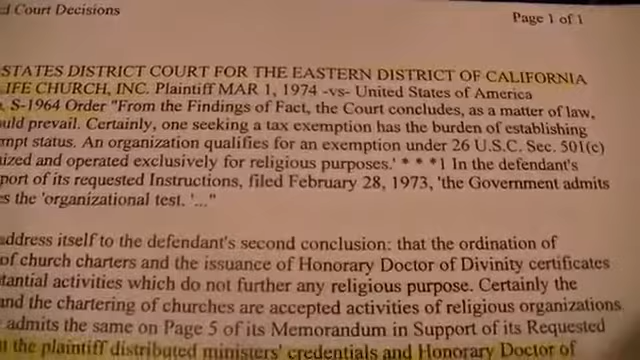 d Court Decisions
Page 1 of 1
STATES DISTRICT COURT FOR THE EASTERN DISTRICT OF CALIFORNIA
IFE CHURCH, INC. Plaintiff MAR 1, 1974 -vs- United States of America
. S-1964 Order "From the Findings of Fact, the Court concludes, as a matter of law,
uld prevail. Certainly, one seeking a tax exemption has the burden of establishing
mpt status. An organization qualifies for an exemption under 26 U.S.C. Sec. 501(c)
ized and operated exclusively for religious purposes.' * * *1 In the defendant's
port of its requested Instructions, filed February 28, 1973, 'the Government admits
s the 'organizational test. '..."
address itself to the defendant's second conclusion: that the ordination of
of church charters and the issuance of Honorary Doctor of Divinity certificates
tantial activities which do not further any religious purpose. Certainly the
and the chartering of churches are accepted activities of religious organizations
admits the same on Page 5 of its Memorandum in Support of its Requested
t the plaintiff distributed ministers' credentials and Honorary Doctor of